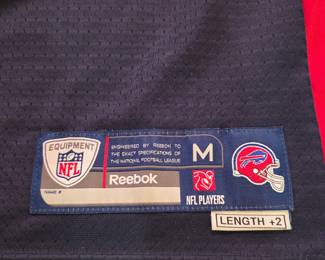 EQUIPMENT
NFL
ENGINEERED BY REEBOK TO
THE EXACT SPECIFICATIONS OF
THE NATIONAL FOOTBALL LEAGUE
M
Reebok
NFL PLAYERS
LENGTH +2